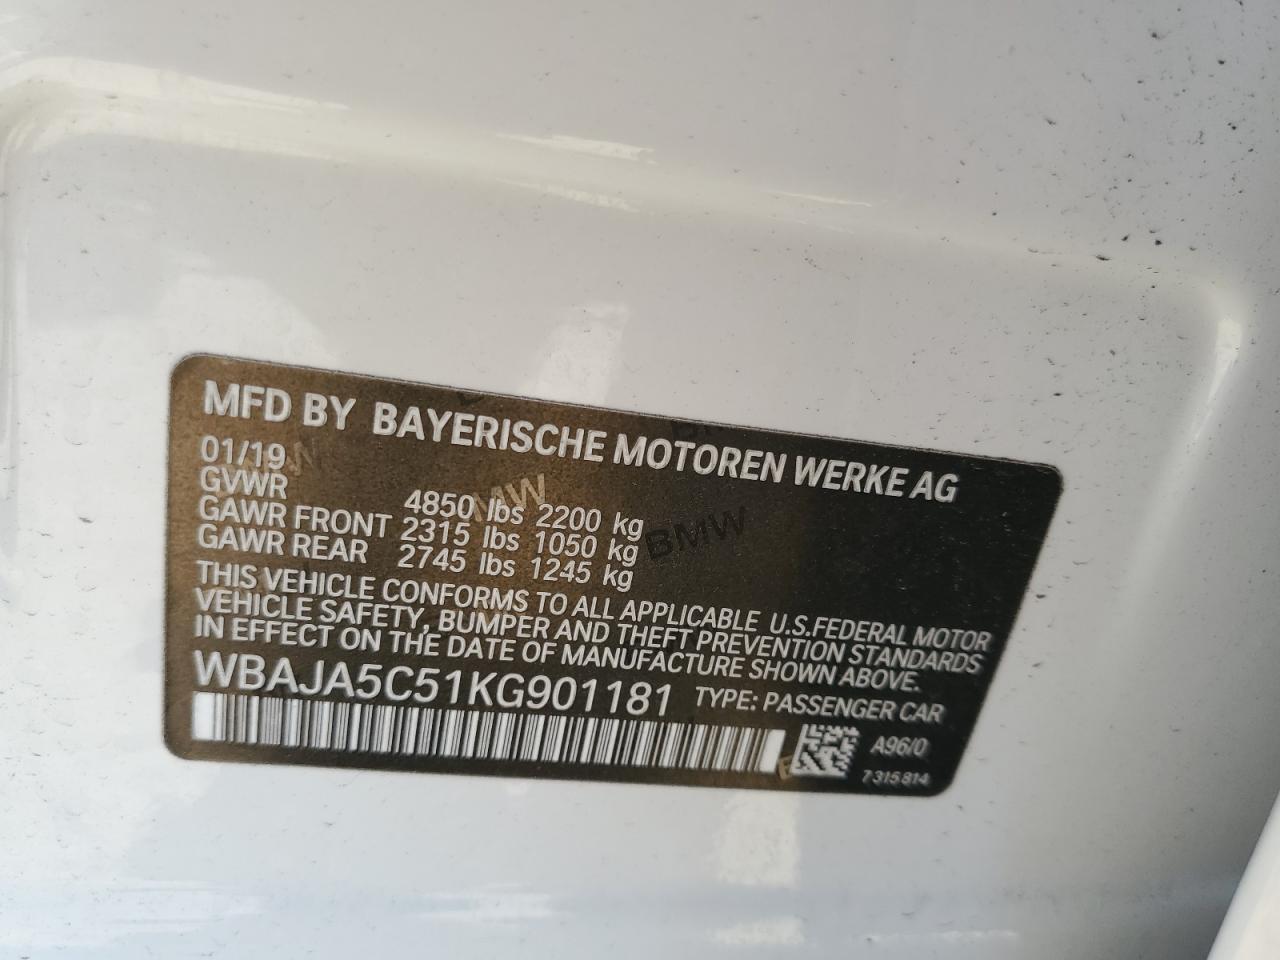 MFD BY BAYERISCHE MOTOREN WERKE AG
01/19
GVWR 4850 lbs 2200 kg
GAWR FRONT 2315 lbs 1050 kg
GAWR REAR 2745 lbs 1245 kg
THIS VEHICLE CONFORMS TO ALL APPLICABLE U.S.FEDERAL MOTOR
VEHICLE SAFETY, BUMPER AND THEFT PREVENTION STANDARDS
IN EFFECT ON THE DATE OF MANUFACTURE SHOWN ABOVE.
WBAJA5C51KG901181 TYPE: PASSENGER CAR
A96/0
7 315 814
BMW